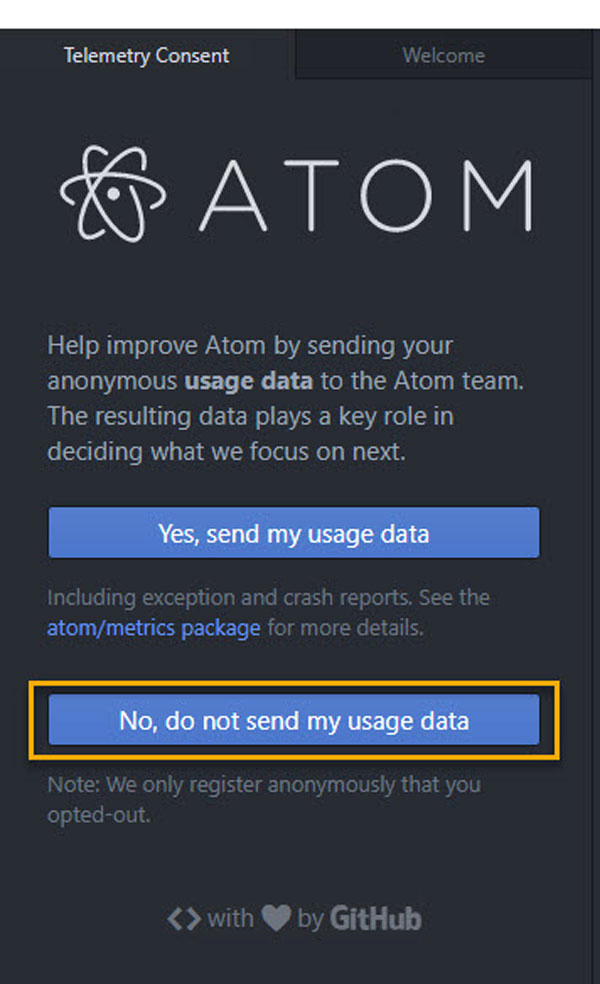 Telemetry Consent
Welcome
ATOM
Help improve Atom by sending your
anonymous usage data to the Atom team.
The resulting data plays a key role in
deciding what we focus on next.
Yes, send my usage data
Including exception and crash reports. See the
atom/metrics package for more details.
No, do not send my usage data
Note: We only register anonymously that you
opted-out.
<> with ♥ by GitHub